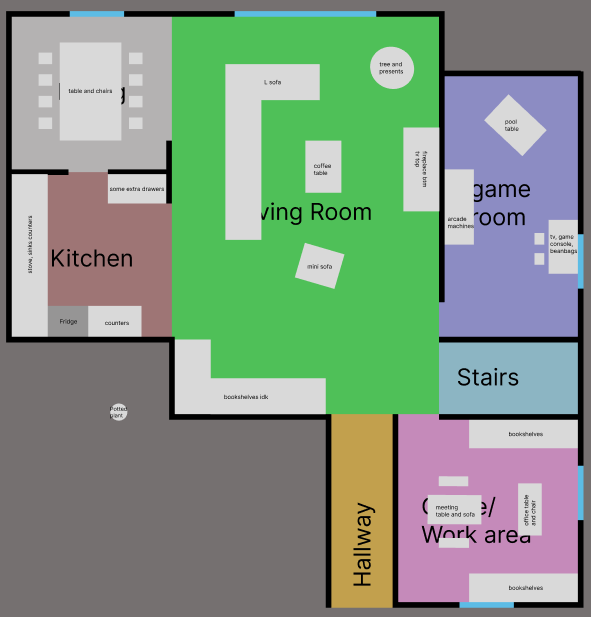 table and chairs
g
L sofa
tree and
presents
coffee
table
fireplace trim
tv top
pool
table
some extra drawers
stove, sinks counters
ving Room
game
room
arcade
machines
tv, game
console,
beanbags
Kitchen
mini sofa
Fridge
counters
Stairs
bookshelves idk
Potted
plant
bookshelves
meeting
table and sofa
office table
and chair
e/
Work area
Hallway
bookshelves